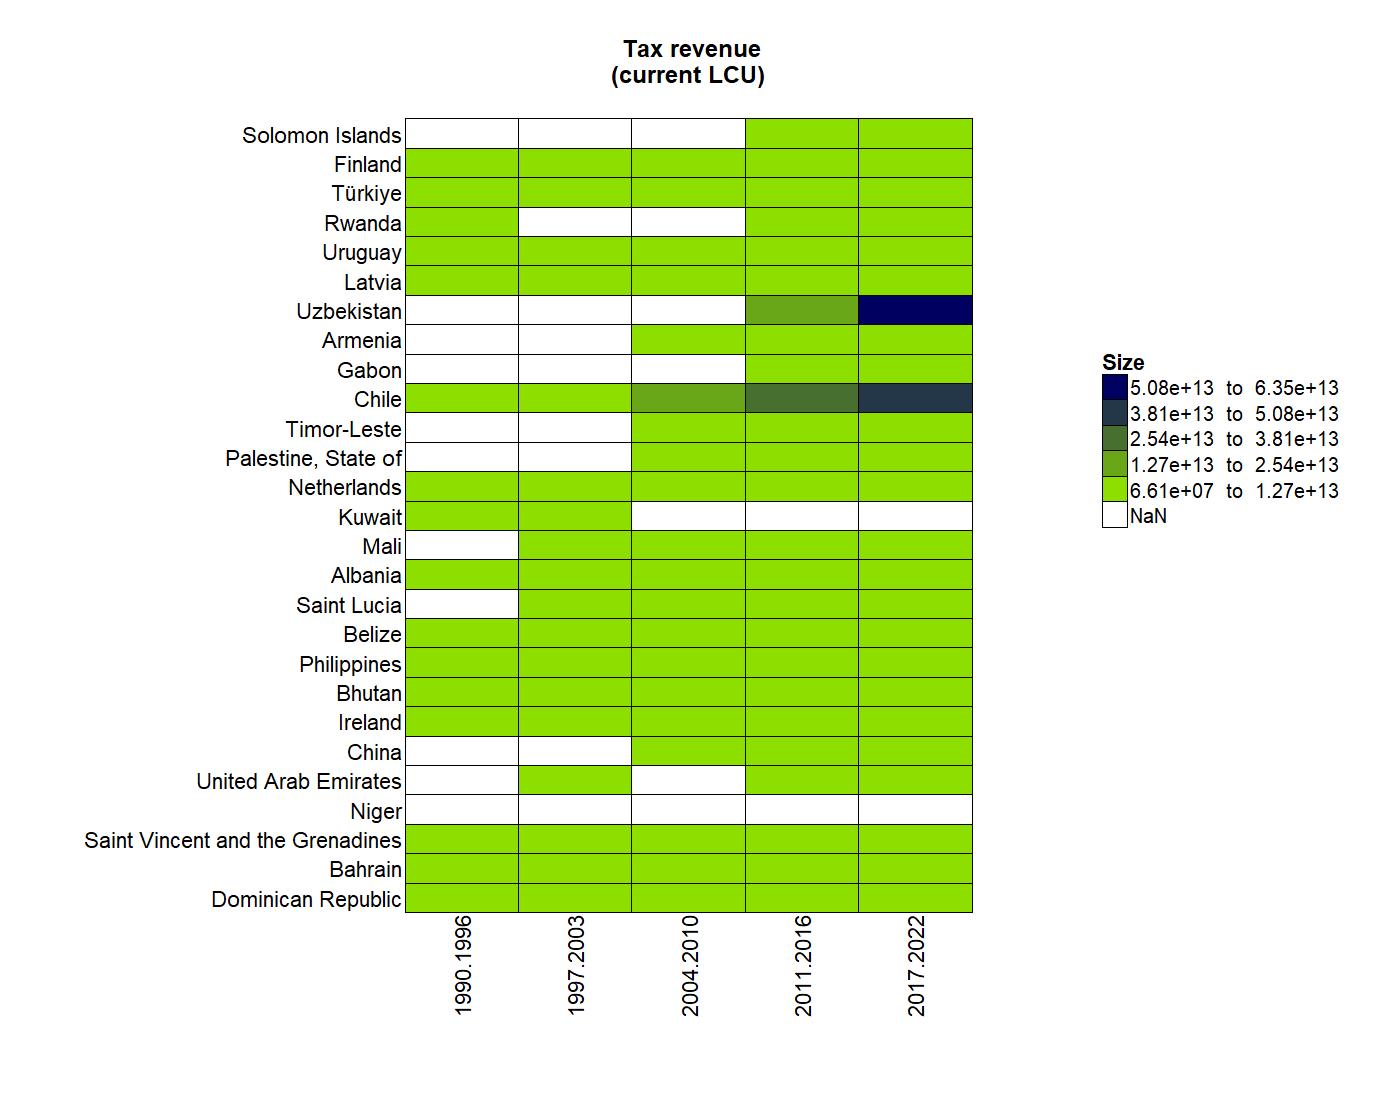 Tax revenue
(current LCU)
Solomon Islands
Finland
Türkiye
Rwanda
Uruguay
Latvia
Uzbekistan
Armenia
Gabon
Chile
Timor-Leste
Palestine, State of
Netherlands
Kuwait
Mali
Albania
Saint Lucia
Belize
Philippines
Bhutan
Ireland
China
United Arab Emirates
Niger
Saint Vincent and the Grenadines
Bahrain
Dominican Republic
1990.1996
1997.2003
2004.2010
2011.2016
2017.2022
Size
5.08e+13 to 6.35e+13
3.81e+13 to 5.08e+13
2.54e+13 to 3.81e+13
1.27e+13 to 2.54e+13
6.61e+07 to 1.27e+13
NaN